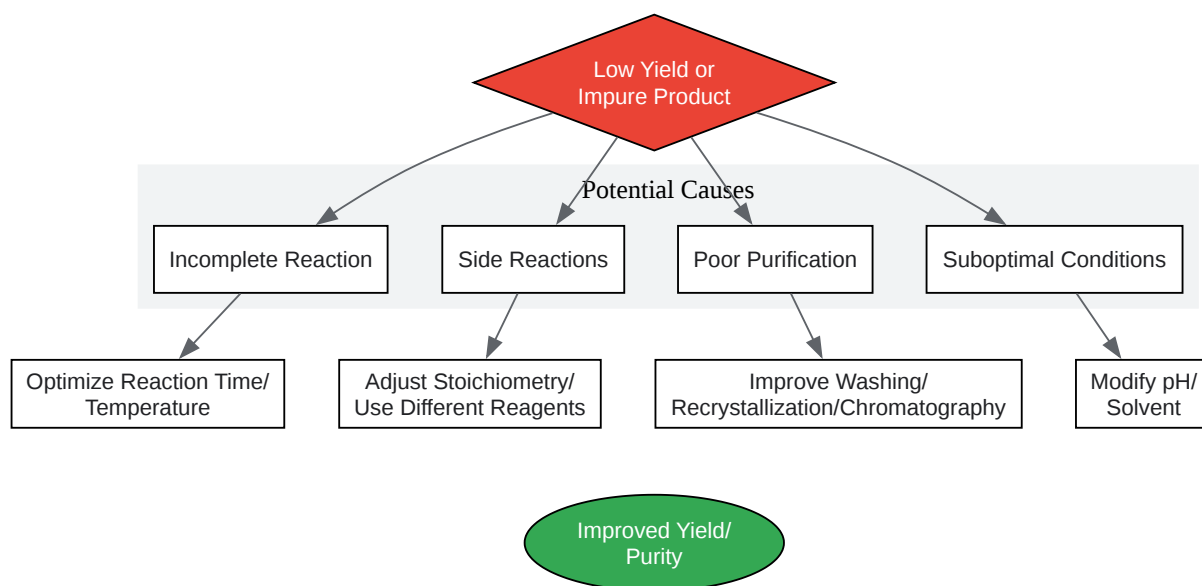 Low Yield or
Impure Product
Potential Causes
Incomplete Reaction
Side Reactions
Poor Purification
Suboptimal Conditions
Optimize Reaction Time/
Temperature
Adjust Stoichiometry/
Use Different Reagents
Improve Washing/
Recrystallization/Chromatography
Modify pH/
Solvent
Improved Yield/
Purity